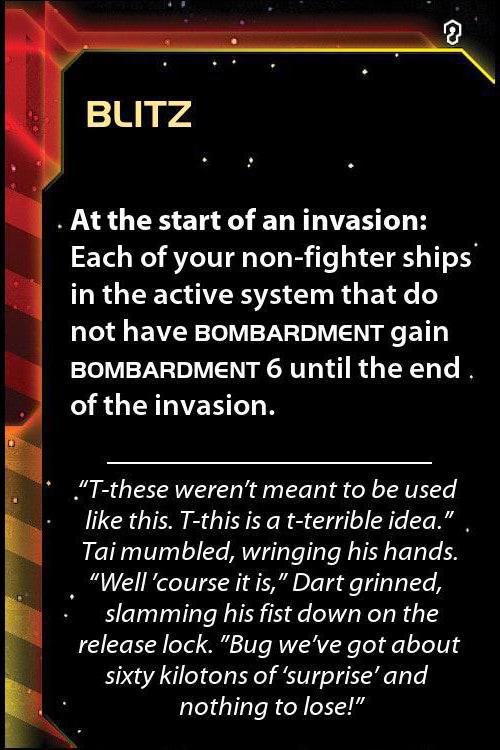 BLITZ
At the start of an invasion:
Each of your non-fighter ships
in the active system that do
not have BOMBARDMENT gain
BOMBARDMENT 6 until the end
of the invasion.
“T-these weren’t meant to be used
like this. T-this is a t-terrible idea.”
Tai mumbled, wringing his hands.
“Well ’course it is,” Dart grinned,
slamming his fist down on the
release lock. ”Bug we’ve got about
sixty kilotons of ‘surprise’ and
nothing to lose!”